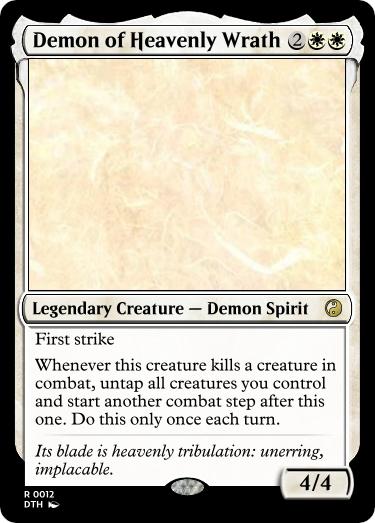 Demon of Heavenly Wrath 2
Legendary Creature — Demon Spirit
First strike
Whenever this creature kills a creature in
combat, untap all creatures you control
and start another combat step after this
one. Do this only once each turn.
Its blade is heavenly tribulation: unerring,
implacable.
4/4
R 0012
DTH